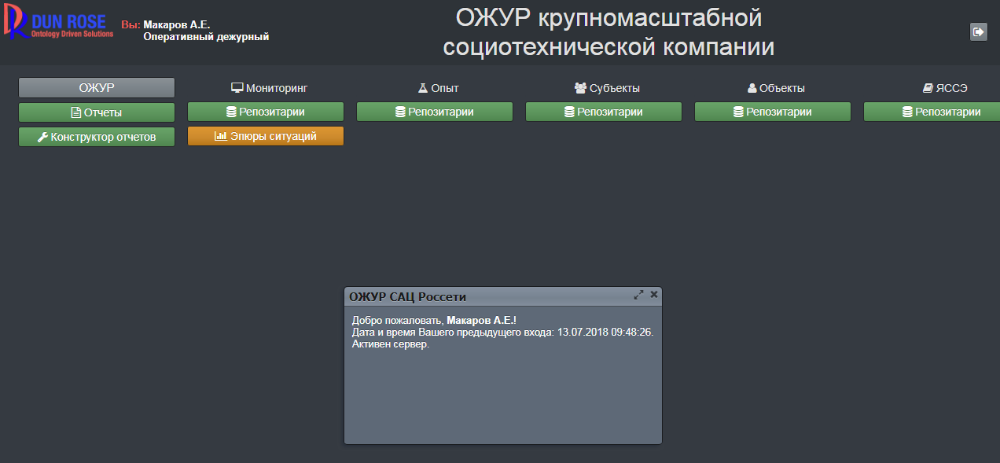 DUN ROSE
Ontology Driven Solutions
Вы: Макаров А.Е.
Оперативный дежурный
ОЖУР крупномасштабной
социотехнической компании
ОЖУР
Мониторинг
Опыт
Субъекты
Объекты
ЯССЭ
Отчеты
Репозитарии
Репозитарии
Репозитарии
Репозитарии
Репозитарии
Конструктор отчетов
Эпюры ситуаций
ОЖУР САЦ Россети
Добро пожаловать, Макаров А.Е.!
Дата и время Вашего предыдущего входа: 13.07.2018 09:48:26.
Активен сервер.